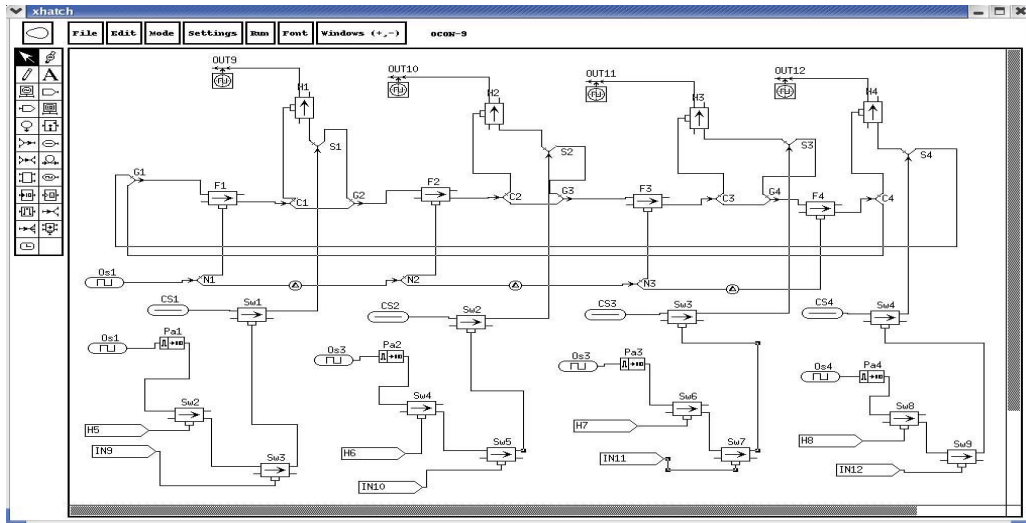 xhatch
File Edit Mode Settings Run Font Windows (+,-) OCON-9
A
OUT9 OUT10 OUT11 OUT12
H1 H2 H3 H4
S1 S2 S3 S4
G1 F1 C1 G2 F2 C2 G3 F3 C3 G4 F4 C4
Os1 N1 N2 N3
CS1 Sw1 CS2 Sw2 CS3 Sw3 CS4 Sw4
Os1 Pa1 Os3 Pa2 Os3 Pa3 Os4 Pa4
Sw2 Sw4 Sw6 Sw8
H5 H6 H7 H8
Sw3 Sw5 Sw7 Sw9
IN9 IN10 IN11 IN12